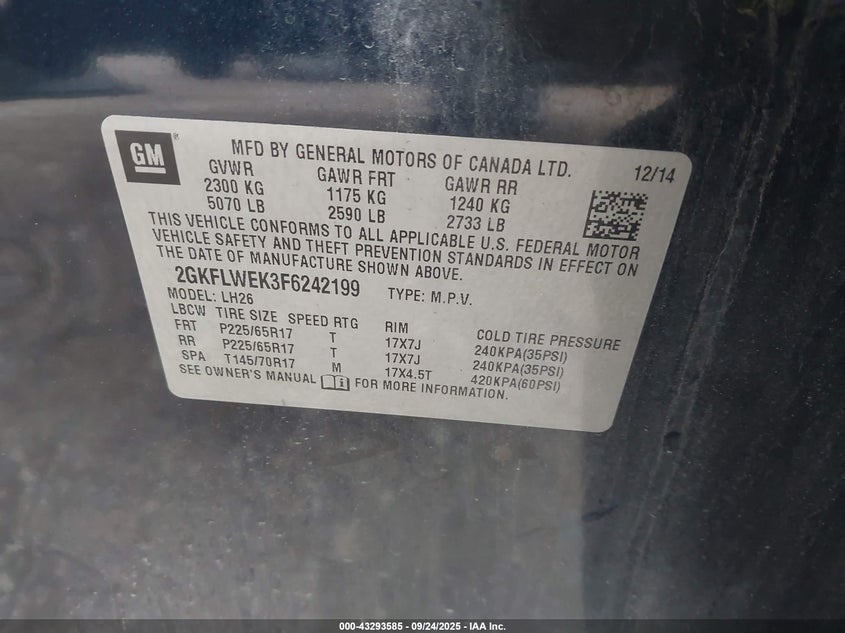 GM ®
MFD BY GENERAL MOTORS OF CANADA LTD. 12/14
GVWR GAWR FRT GAWR RR
2300 KG 1175 KG 1240 KG
5070 LB 2590 LB 2733 LB
THIS VEHICLE CONFORMS TO ALL APPLICABLE U.S. FEDERAL MOTOR
VEHICLE SAFETY AND THEFT PREVENTION STANDARDS IN EFFECT ON
THE DATE OF MANUFACTURE SHOWN ABOVE.
2GKFLWEK3F6242199 TYPE: M.P.V.
MODEL: LH26
LBCW TIRE SIZE SPEED RTG RIM COLD TIRE PRESSURE
FRT P225/65R17 T 17X7J 240KPA(35PSI)
RR P225/65R17 T 17X7J 240KPA(35PSI)
SPA T145/70R17 M 17X4.5T 420KPA(60PSI)
SEE OWNER'S MANUAL FOR MORE INFORMATION.
000-43293585 - 09/24/2025 - IAA Inc.